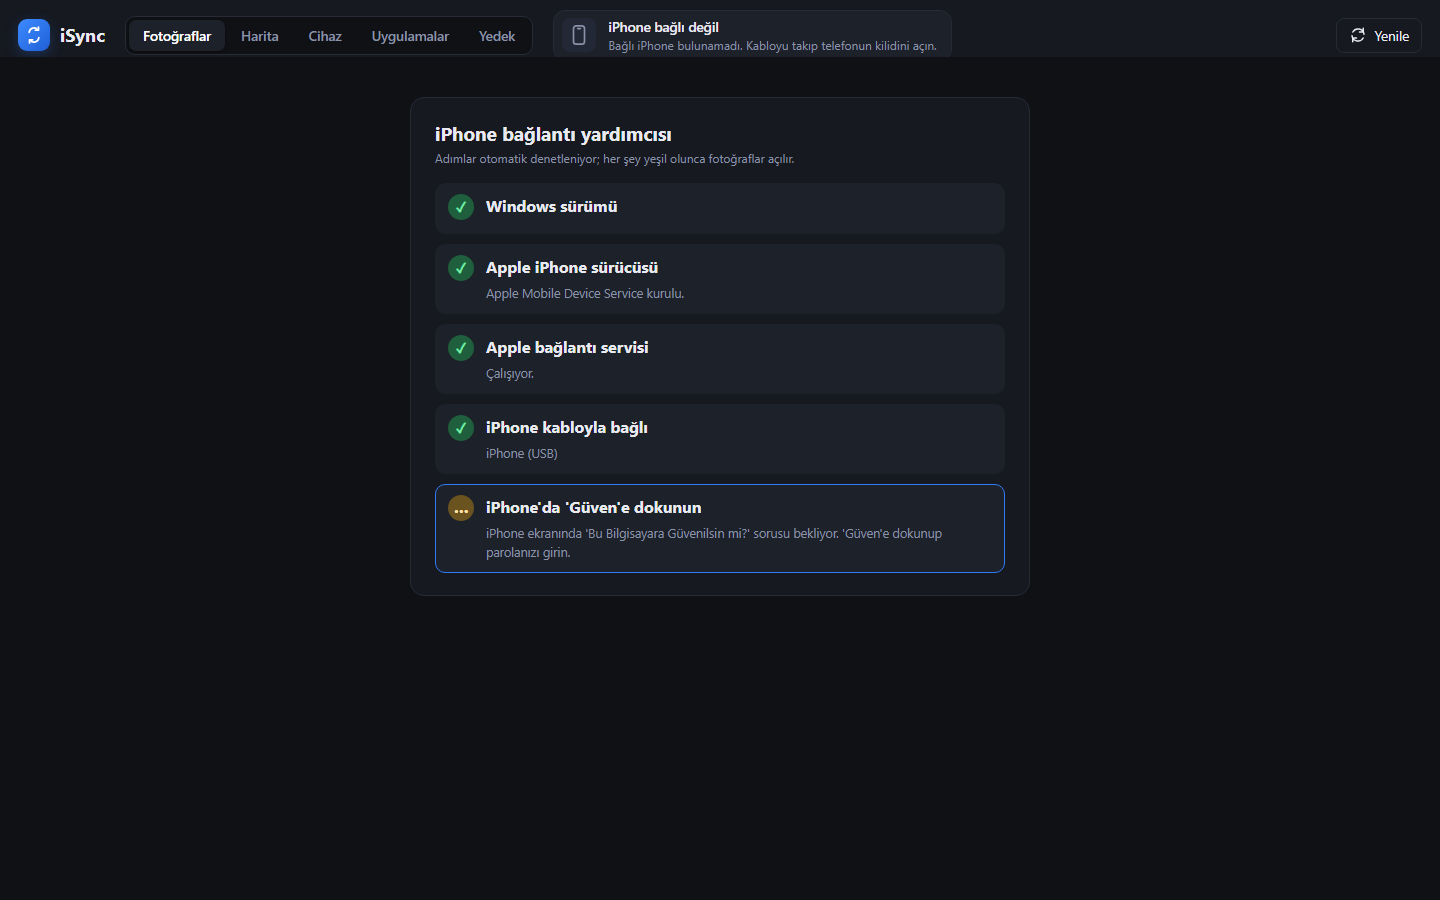 iSync
Fotoğraflar
Harita
Cihaz
Uygulamalar
Yedek
iPhone bağlı değil
Bağlı iPhone bulunamadı. Kabloyu takıp telefonun kilidini açın.
Yenile
iPhone bağlantı yardımcısı
Adımlar otomatik denetleniyor; her şey yeşil olunca fotoğraflar açılır.
Windows sürümü
Apple iPhone sürücüsü
Apple Mobile Device Service kurulu.
Apple bağlantı servisi
Çalışıyor.
iPhone kabloyla bağlı
iPhone (USB)
iPhone'da 'Güven'e dokunun
iPhone ekranında 'Bu Bilgisayara Güvenilsin mi?' sorusu bekliyor. 'Güven'e dokunup
parolanızı girin.